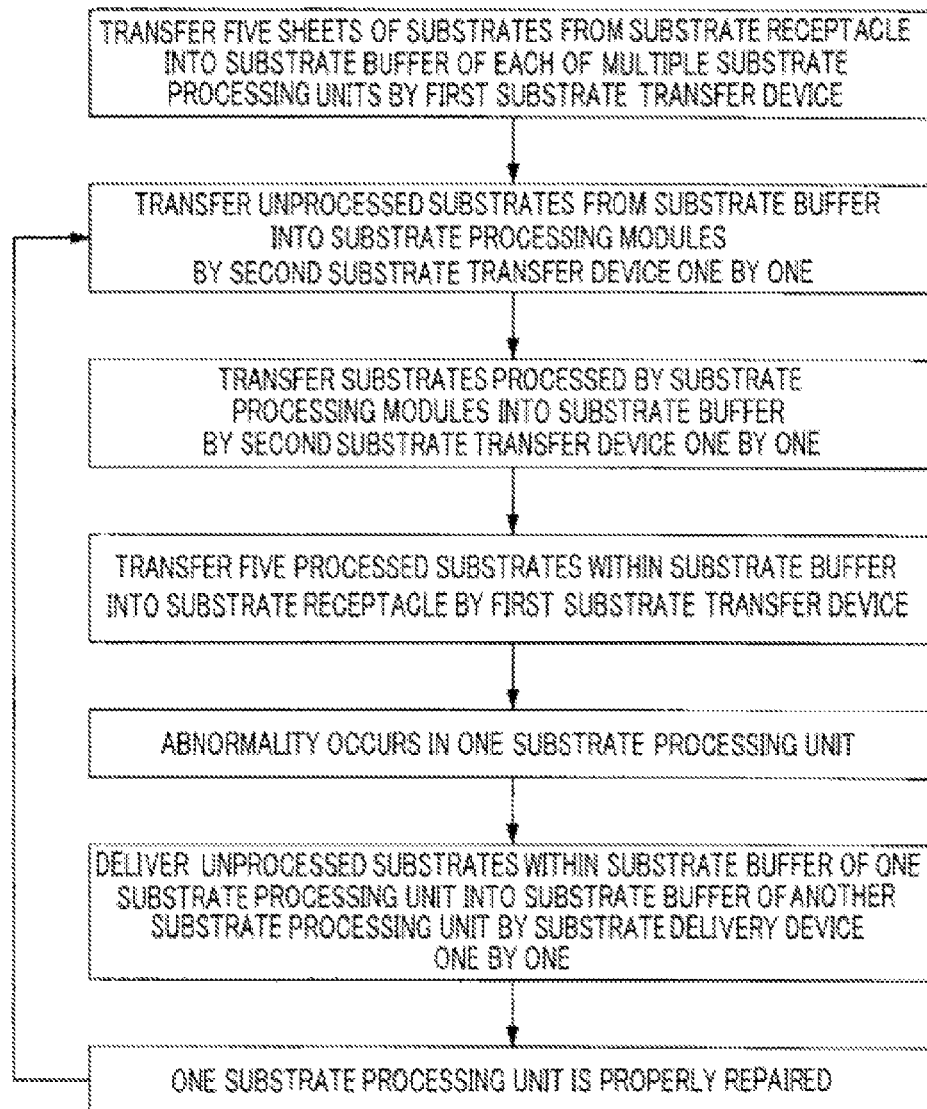 TRANSFER FIVE SHEETS OF SUBSTRATES FROM SUBSTRATE RECEPTACLE
INTO SUBSTRATE BUFFER OF EACH OF MULTIPLE SUBSTRATE
PROCESSING UNITS BY FIRST SUBSTRATE TRANSFER DEVICE
TRANSFER UNPROCESSED SUBSTRATES FROM SUBSTRATE BUFFER
INTO SUBSTRATE PROCESSING MODULES
BY SECOND SUBSTRATE TRANSFER DEVICE ONE BY ONE
TRANSFER SUBSTRATES PROCESSED BY SUBSTRATE
PROCESSING MODULES INTO SUBSTRATE BUFFER
BY SECOND SUBSTRATE TRANSFER DEVICE ONE BY ONE
TRANSFER FIVE PROCESSED SUBSTRATES WITHIN SUBSTRATE BUFFER
INTO SUBSTRATE RECEPTACLE BY FIRST SUBSTRATE TRANSFER DEVICE
ABNORMALITY OCCURS IN ONE SUBSTRATE PROCESSING UNIT
DELIVER UNPROCESSED SUBSTRATES WITHIN SUBSTRATE BUFFER OF ONE
SUBSTRATE PROCESSING UNIT INTO SUBSTRATE BUFFER OF ANOTHER
SUBSTRATE PROCESSING UNIT BY SUBSTRATE DELIVERY DEVICE
ONE BY ONE
ONE SUBSTRATE PROCESSING UNIT IS PROPERLY REPAIRED